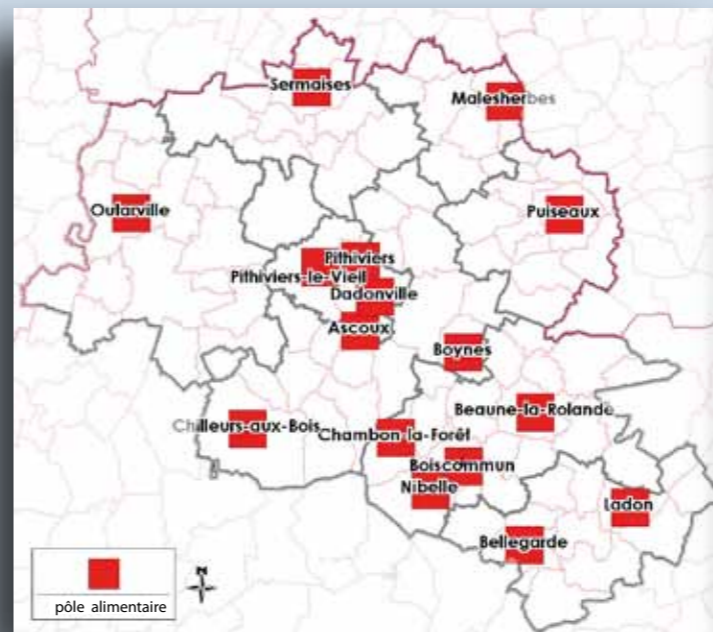 Sermaises
Malesherbes
Outarville
Puiseaux
Pithiviers
Pithiviers-le-Vieil
Dadonville
Ascoux
Boynes
Beaune-la-Rolande
Chilleurs-aux-Bois
Chambon-la-Forêt
Boiscommun
Nibelle
Ladon
Bellegarde
N
pôle alimentaire